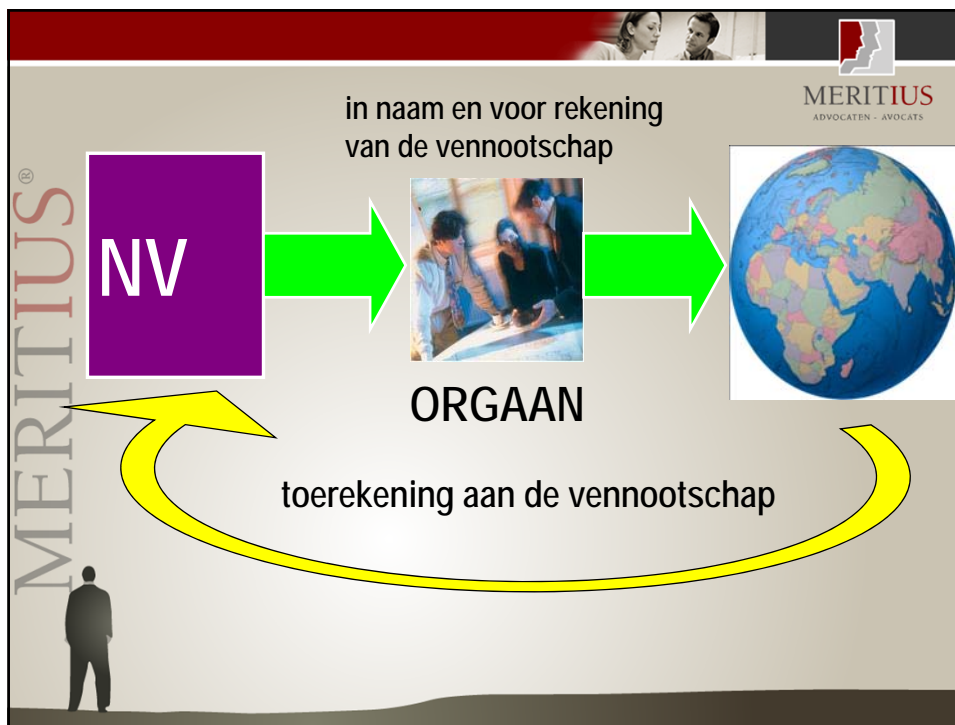 MERITIUS
ADVOCATEN - AVOCATS
in naam en voor rekening
van de vennootschap
MERITIUS®
NV
ORGAAN
toerekening aan de vennootschap